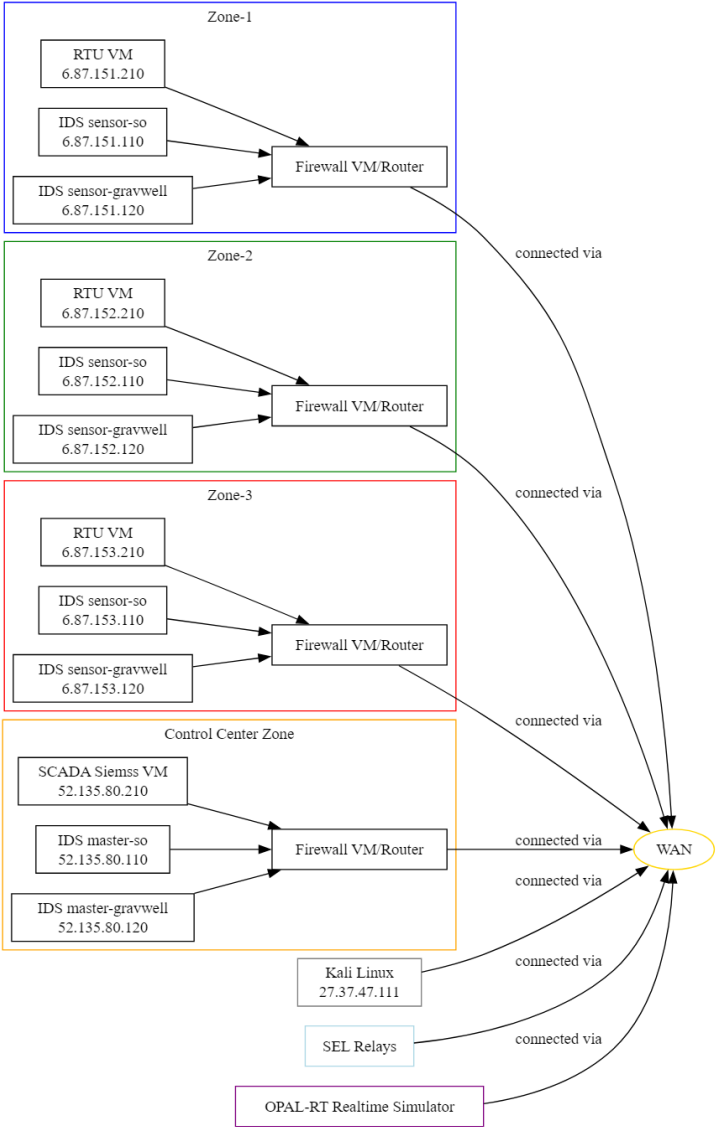 Zone-1
RTU VM
6.87.151.210
IDS sensor-so
6.87.151.110
IDS sensor-gravwell
6.87.151.120
Firewall VM/Router
connected via
Zone-2
RTU VM
6.87.152.210
IDS sensor-so
6.87.152.110
IDS sensor-gravwell
6.87.152.120
Firewall VM/Router
connected via
Zone-3
RTU VM
6.87.153.210
IDS sensor-so
6.87.153.110
IDS sensor-gravwell
6.87.153.120
Firewall VM/Router
connected via
Control Center Zone
SCADA Siemss VM
52.135.80.210
IDS master-so
52.135.80.110
IDS master-gravwell
52.135.80.120
Firewall VM/Router
connected via
WAN
connected via
Kali Linux
27.37.47.111
connected via
SEL Relays
connected via
OPAL-RT Realtime Simulator